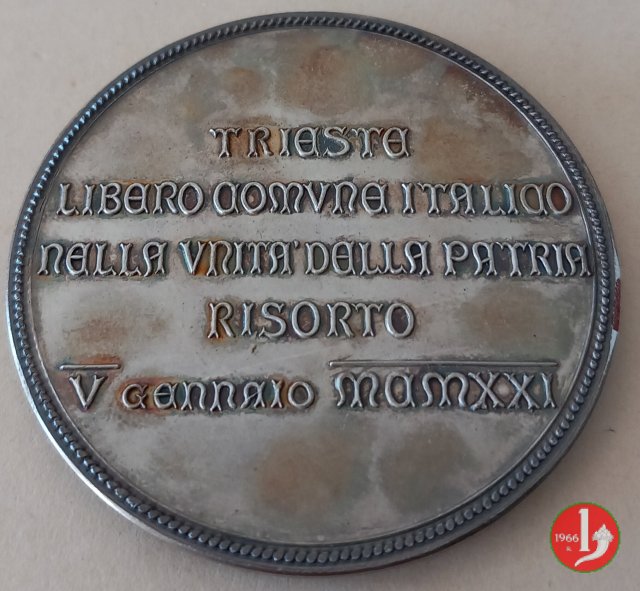 TRIESTE
LIBERO COMVNE ITALICO
NELLA VNITA' DELLA PATRIA
RISORTO
V GENNAIO MCMXXI
1966